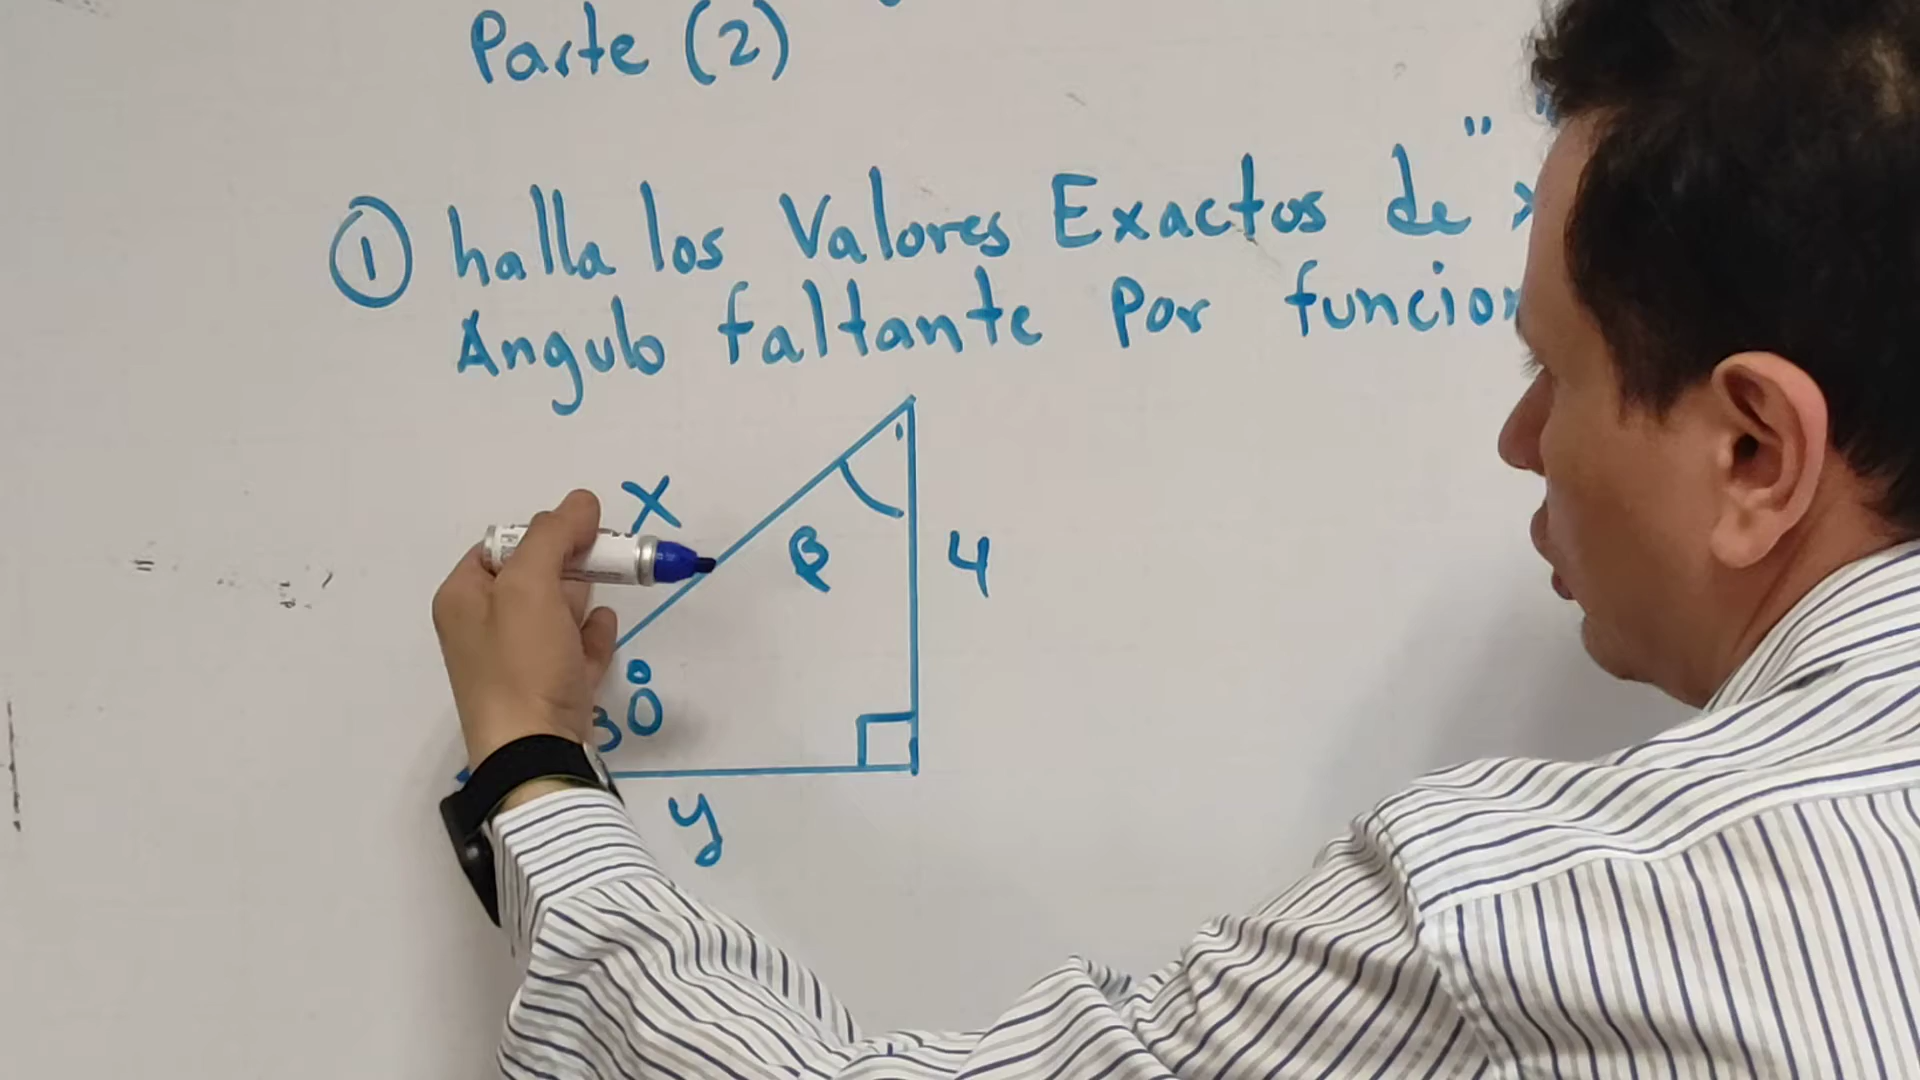 Parte (2)
① halla los Valores Exactos de "x
Angulo faltante por funcion
x
β
4
30°
y